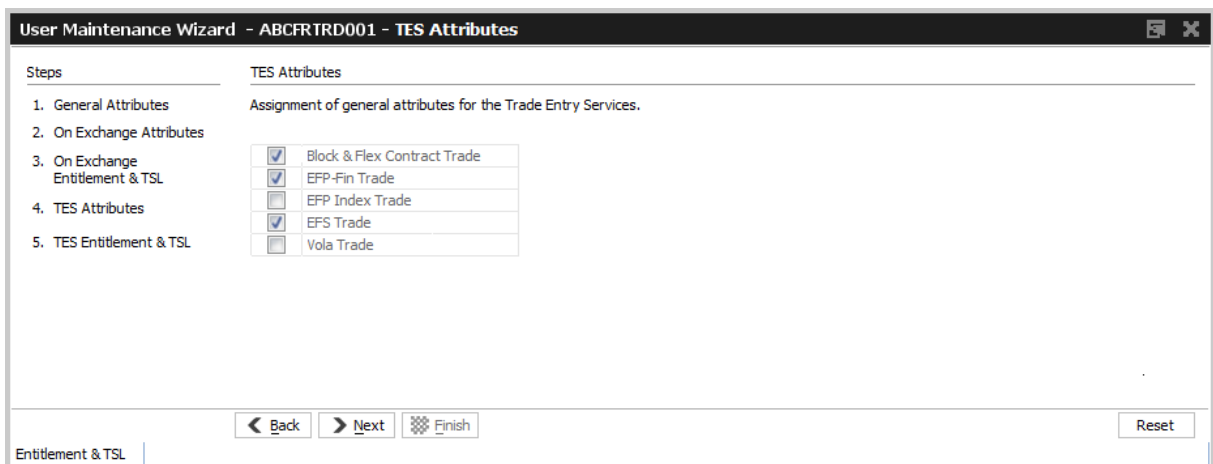 User Maintenance Wizard - ABCFRTRD001 - TES Attributes
Steps
1. General Attributes
2. On Exchange Attributes
3. On Exchange
Entitlement & TSL
4. TES Attributes
5. TES Entitlement & TSL
TES Attributes
Assignment of general attributes for the Trade Entry Services.
Block & Flex Contract Trade
EFP-Fin Trade
EFP Index Trade
EFS Trade
Vola Trade
Back Next Finish Reset
Entitlement & TSL